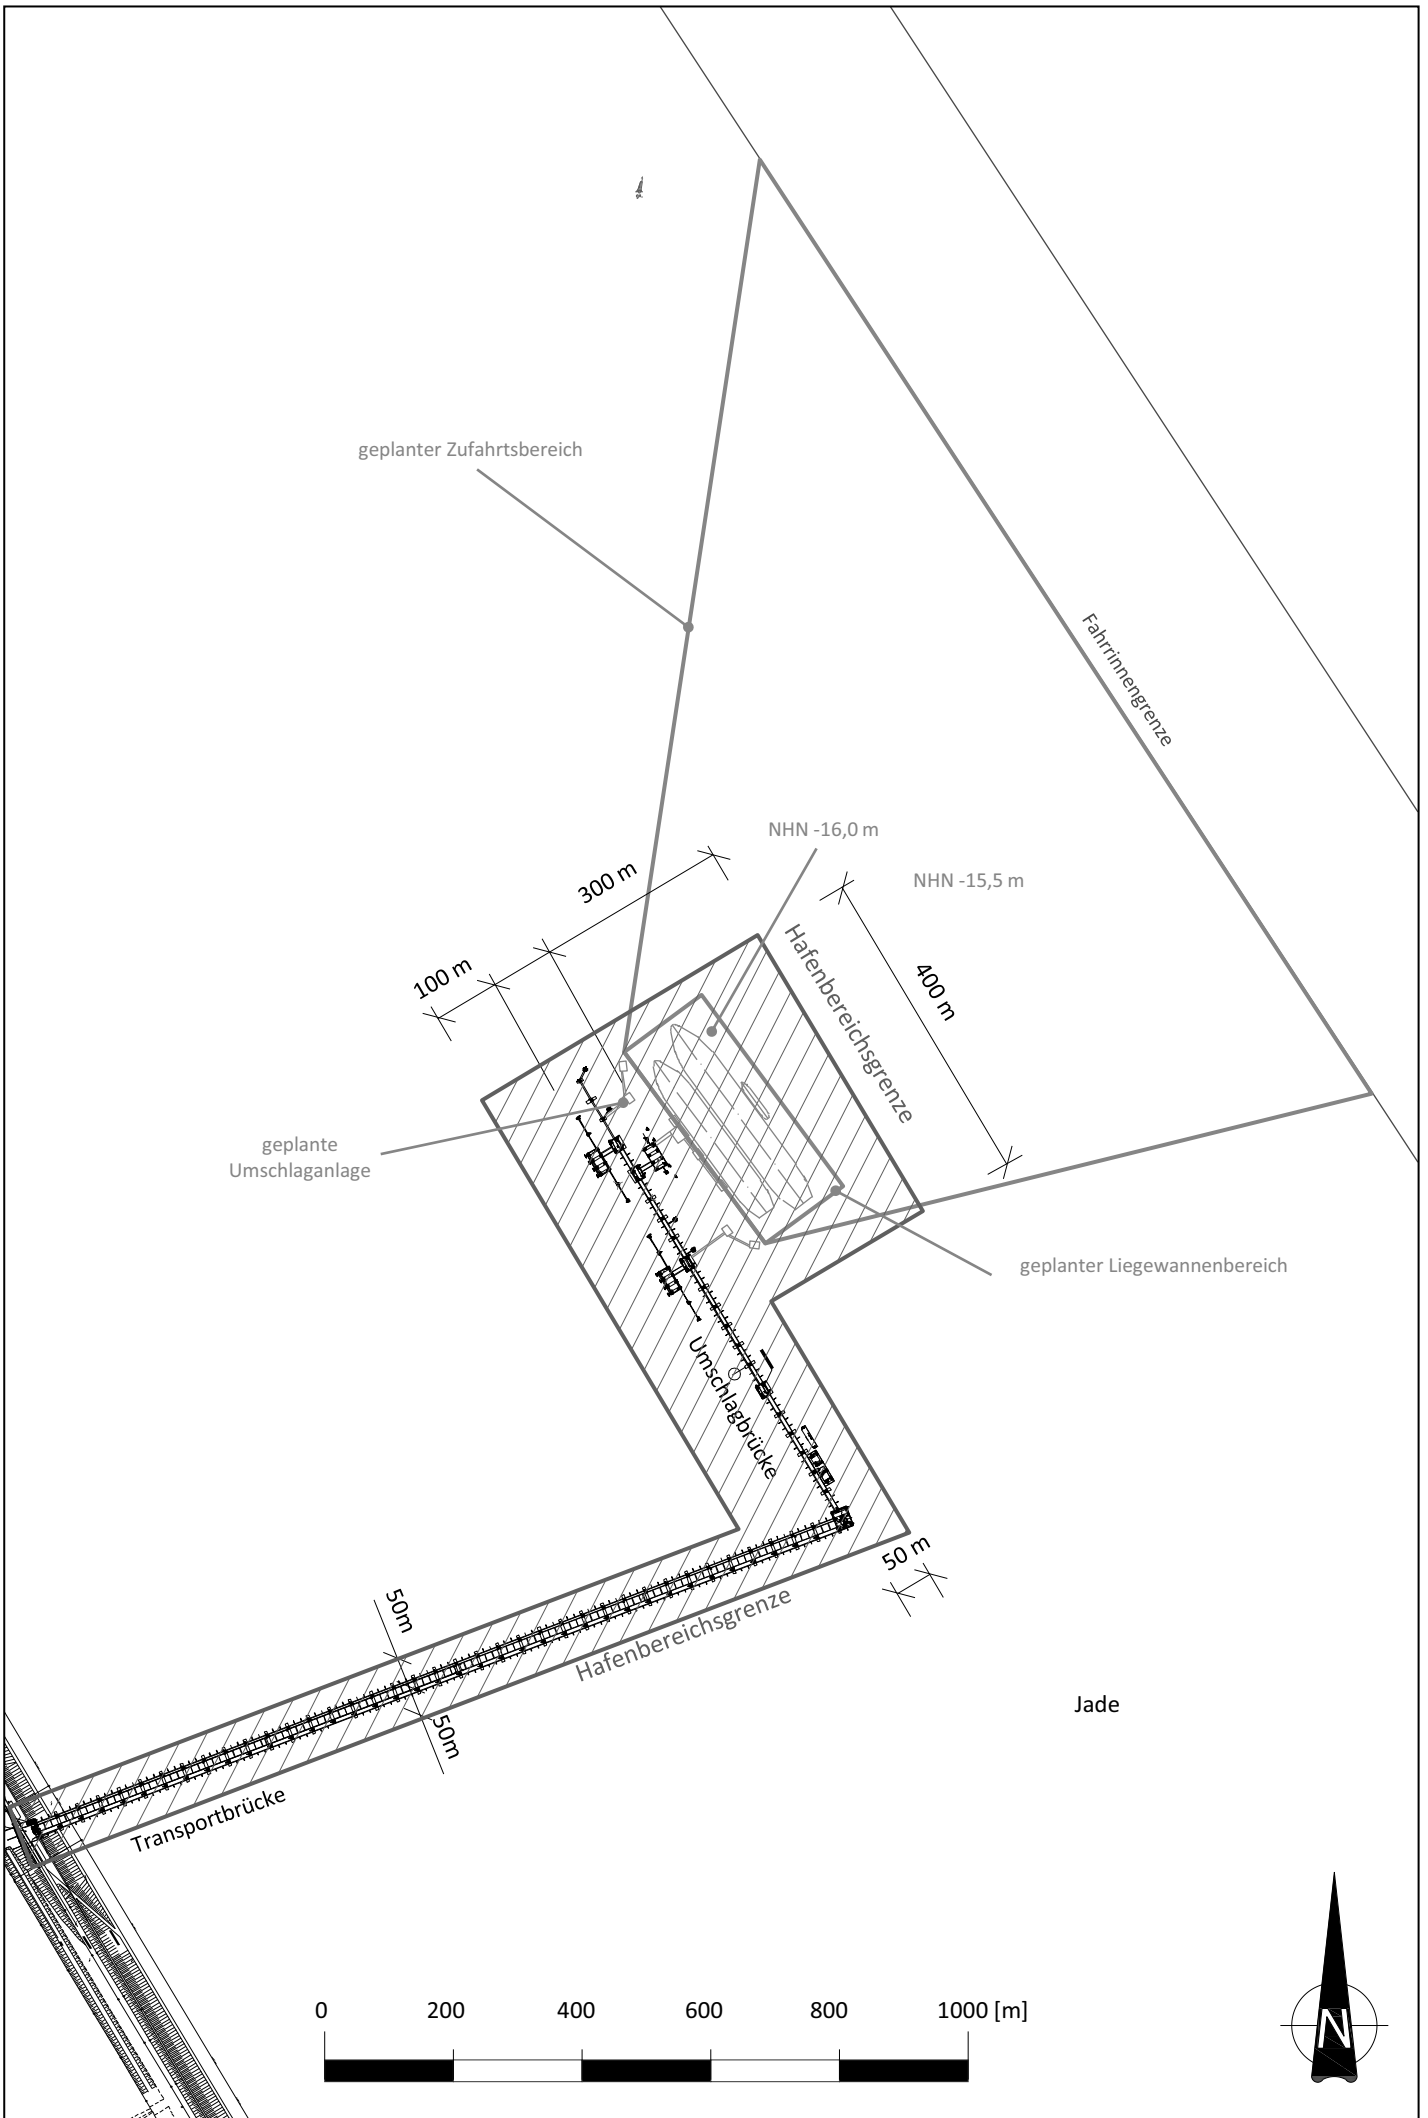 geplanter Zufahrtsbereich
Fahrrinnengrenze
NHN -16,0 m
300 m
NHN -15,5 m
100 m
Hafenbereichsgrenze
400 m
geplante
Umschlaganlage
geplanter Liegewannenbereich
Umschlagbrücke
50 m
50m
Hafenbereichsgrenze
50m
Jade
Transportbrücke
0 200 400 600 800 1000 [m]
N